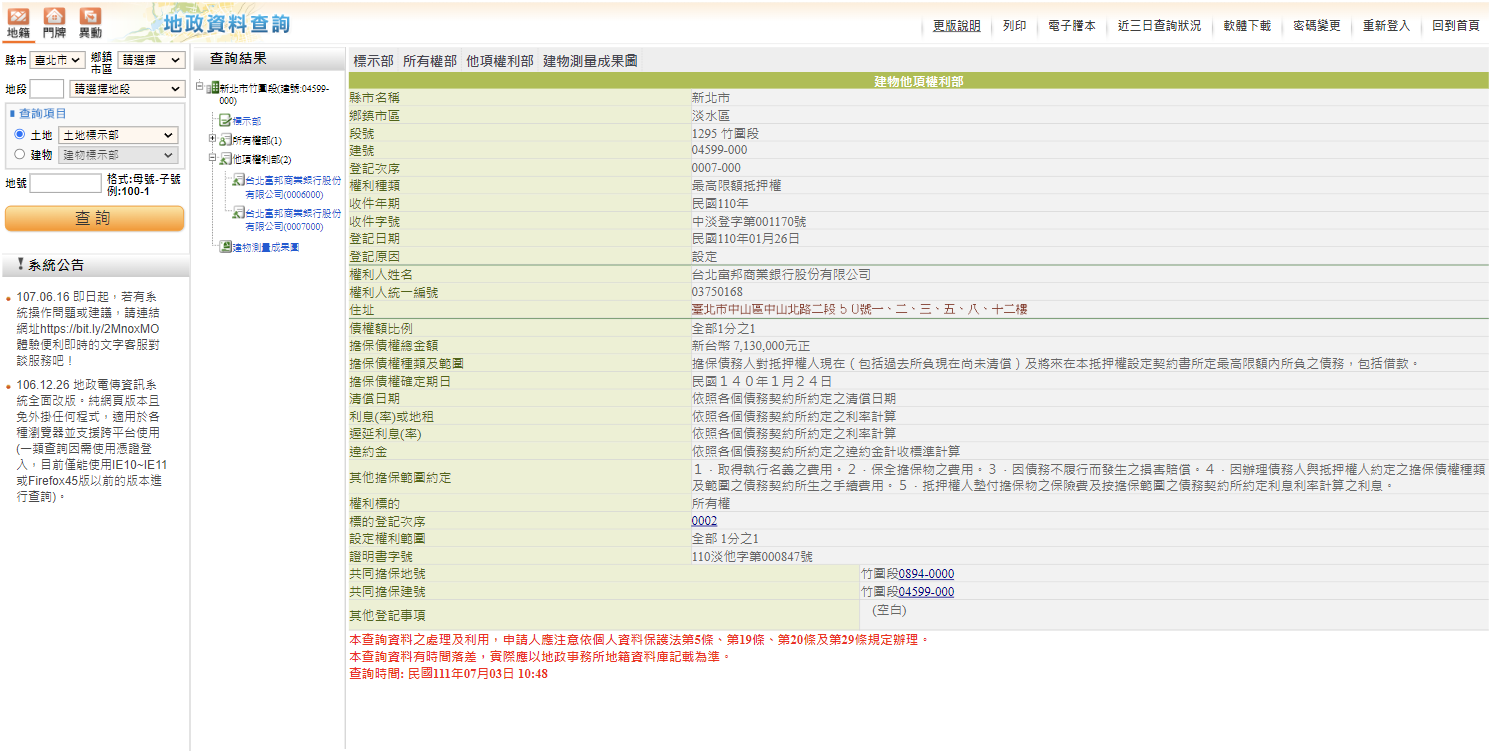 地籍 門牌 異動
地政資料查詢
更版說明 列印 電子謄本 近三日查詢狀況 軟體下載 密碼變更 重新登入 回到首頁
縣市 臺北市 鄉鎮市區 請選擇
地段 請選擇地段
查詢項目
土地 土地標示部
建物 建物標示部
地號 格式:母號-子號
例:100-1
查詢
系統公告
107.06.16 即日起，若有系
統操作問題或建議，請連結
網址https://bit.ly/2MnoxMO
體驗便利即時的文字客服對
談服務吧！
106.12.26 地政電傳資訊系
統全面改版。純網頁版本且
免外掛任何程式，適用於各
種瀏覽器並支援跨平台使用
(一類查詢因需使用憑證登
入，目前僅能使用IE10~IE11
或Firefox45版以前的版本進
行查詢)。
查詢結果
新北市竹圍段(建號:04599-
000)
標示部
所有權部(1)
他項權利部(2)
台北富邦商業銀行股份
有限公司(0006000)
台北富邦商業銀行股份
有限公司(0007000)
建物測量成果圖
標示部 所有權部 他項權利部 建物測量成果圖
建物他項權利部
縣市名稱 新北市
鄉鎮市區 淡水區
段號 1295 竹圍段
建號 04599-000
登記次序 0007-000
權利種類 最高限額抵押權
收件年期 民國110年
收件字號 中淡登字第001170號
登記日期 民國110年01月26日
登記原因 設定
權利人姓名 台北富邦商業銀行股份有限公司
權利人統一編號 03750168
住址 臺北市中山區中山北路二段５０號一、二、三、五、八、十二樓
債權額比例 全部1分之1
擔保債權總金額 新台幣 7,130,000元正
擔保債權種類及範圍 擔保債務人對抵押權人現在（包括過去所負現在尚未清償）及將來在本抵押權設定契約書所定最高限額內所負之債務，包括借款。
擔保債權確定期日 民國１４０年１月２４日
清償日期 依照各個債務契約所約定之清償日期
利息(率)或地租 依照各個債務契約所約定之利率計算
遲延利息(率) 依照各個債務契約所約定之利率計算
違約金 依照各個債務契約所約定之違約金計收標準計算
其他擔保範圍約定 １．取得執行名義之費用。２．保全擔保物之費用。３．因債務不履行而發生之損害賠償。４．因辦理債務人與抵押權人約定之擔保債權種類
及範圍之債務契約所生之手續費用。５．抵押權人墊付擔保物之保險費及按擔保範圍之債務契約所約定利息利率計算之利息。
權利標的 所有權
標的登記次序 0002
設定權利範圍 全部 1分之1
證明書字號 110淡他字第000847號
共同擔保地號 竹圍段0894-0000
共同擔保建號 竹圍段04599-000
其他登記事項 (空白)
本查詢資料之處理及利用，申請人應注意依個人資料保護法第5條、第19條、第20條及第29條規定辦理。
本查詢資料有時間落差，實際應以地政事務所地籍資料庫記載為準。
查詢時間: 民國111年07月03日 10:48